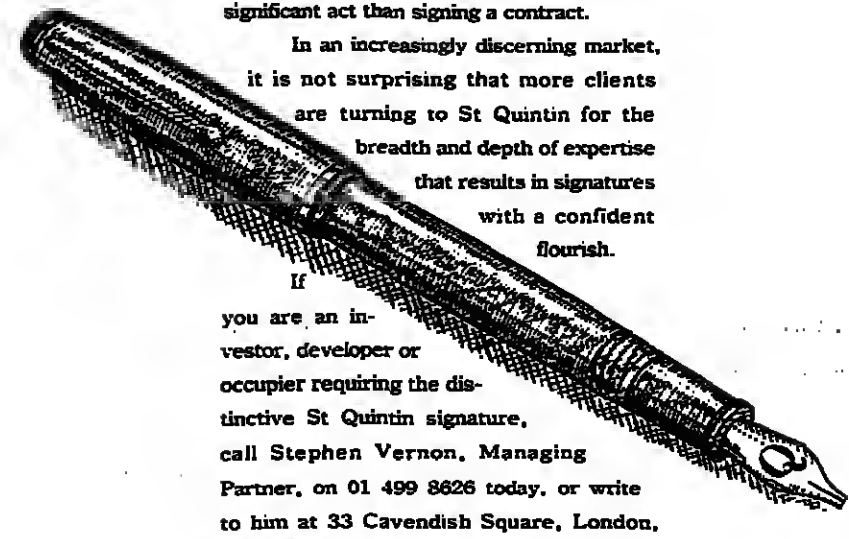 significant act than signing a contract.
In an increasingly discerning market,
it is not surprising that more clients
are turning to St Quintin for the
breadth and depth of expertise
that results in signatures
with a confident
flourish.
If
you are an in-
vestor, developer or
occupier requiring the dis-
tinctive St Quintin signature,
call Stephen Vernon, Managing
Partner, on 01 499 8626 today, or write
to him at 33 Cavendish Square, London,
Q